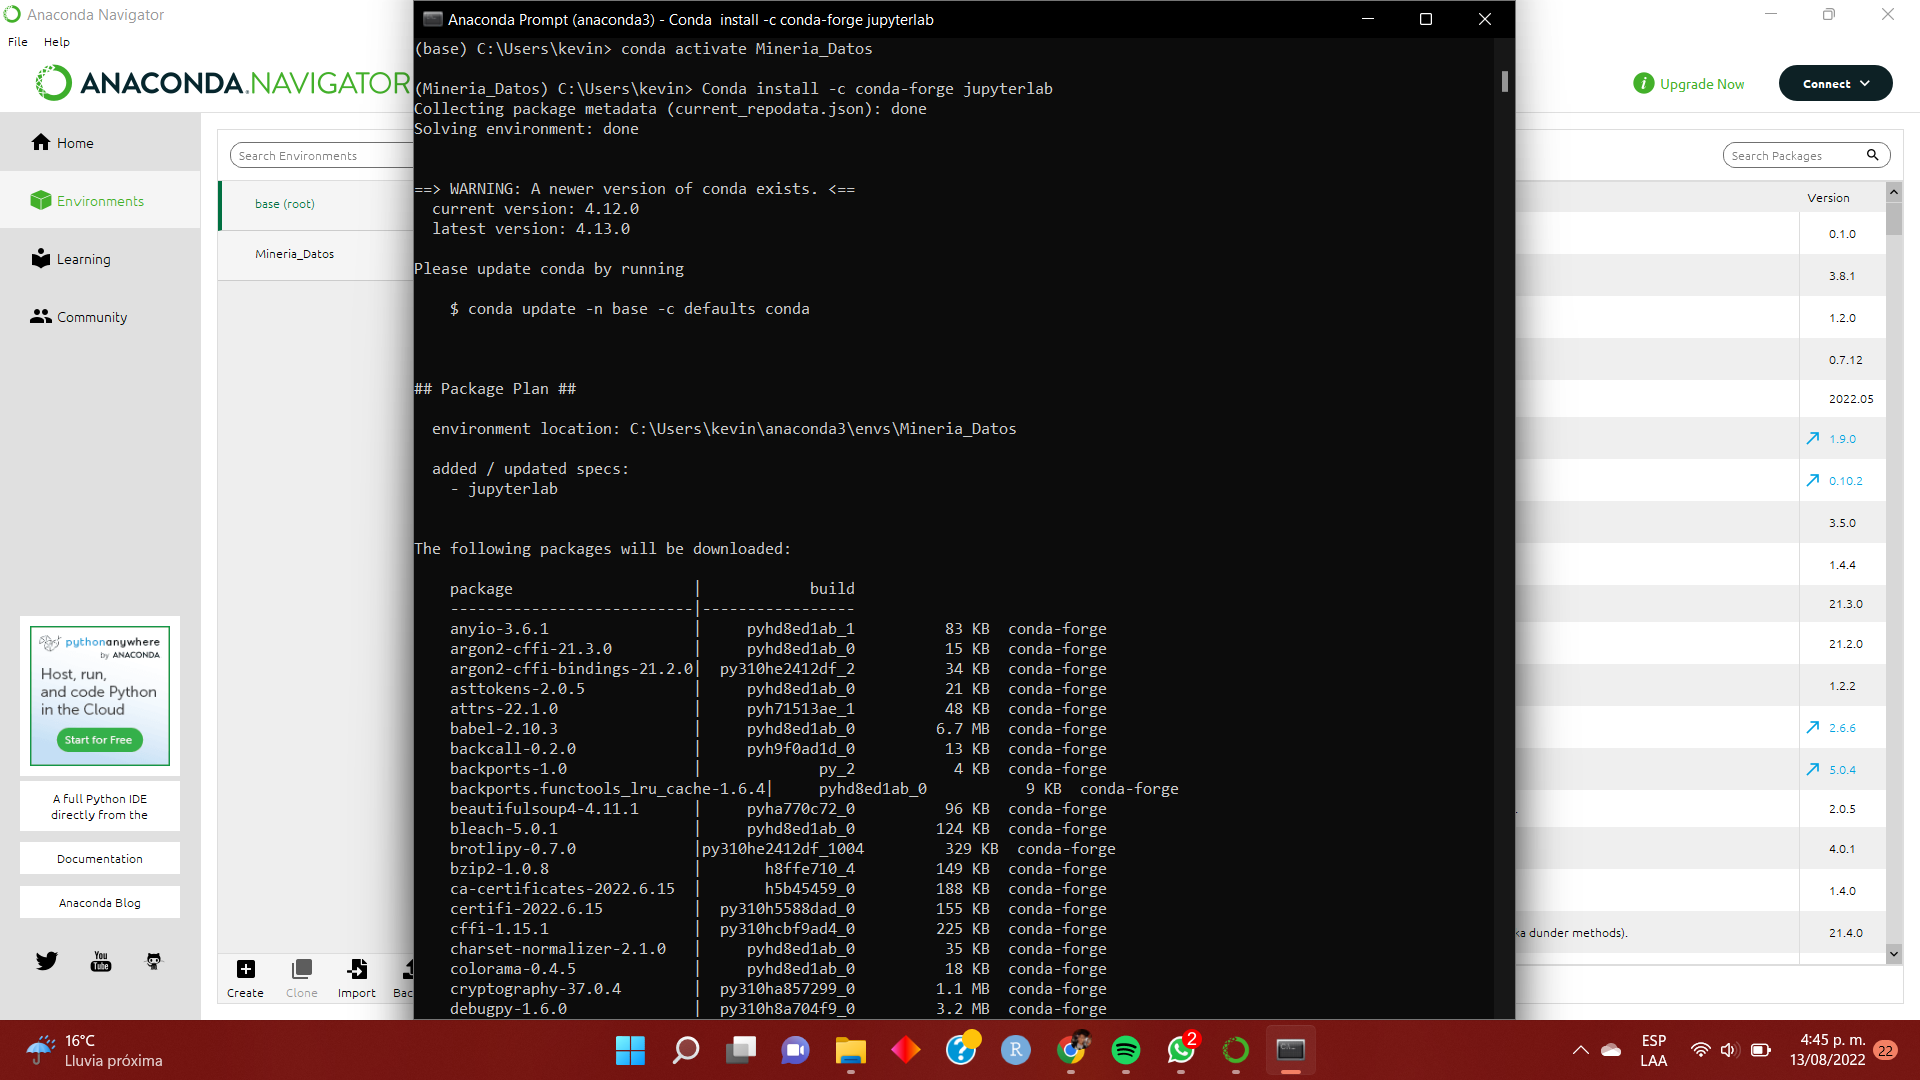 Anaconda Navigator
File Help
ANACONDA.NAVIGATOR
Upgrade Now
Connect
Home
Environments
Learning
Community
pythonanywhere
by ANACONDA
Host, run,
and code Python
in the Cloud
Start for Free
A full Python IDE
directly from the
Documentation
Anaconda Blog
You
Tube
Search Environments
base (root)
Mineria_Datos
Create
Clone
Import
Bac
Anaconda Prompt (anaconda3) - Conda install -c conda-forge jupyterlab
(base) C:\Users\kevin> conda activate Mineria_Datos
(Mineria_Datos) C:\Users\kevin> Conda install -c conda-forge jupyterlab
Collecting package metadata (current_repodata.json): done
Solving environment: done
==> WARNING: A newer version of conda exists. <==
current version: 4.12.0
latest version: 4.13.0
Please update conda by running
$ conda update -n base -c defaults conda
## Package Plan ##
environment location: C:\Users\kevin\anaconda3\envs\Mineria_Datos
added / updated specs:
- jupyterlab
The following packages will be downloaded:
package | build
---------------------------|-----------------
anyio-3.6.1 | pyhd8ed1ab_1 83 KB conda-forge
argon2-cffi-21.3.0 | pyhd8ed1ab_0 15 KB conda-forge
argon2-cffi-bindings-21.2.0| py310he2412df_2 34 KB conda-forge
asttokens-2.0.5 | pyhd8ed1ab_0 21 KB conda-forge
attrs-22.1.0 | pyh71513ae_1 48 KB conda-forge
babel-2.10.3 | pyhd8ed1ab_0 6.7 MB conda-forge
backcall-0.2.0 | pyh9f0ad1d_0 13 KB conda-forge
backports-1.0 | py_2 4 KB conda-forge
backports.functools_lru_cache-1.6.4| pyhd8ed1ab_0 9 KB conda-forge
beautifulsoup4-4.11.1 | pyha770c72_0 96 KB conda-forge
bleach-5.0.1 | pyhd8ed1ab_0 124 KB conda-forge
brotlipy-0.7.0 |py310he2412df_1004 329 KB conda-forge
bzip2-1.0.8 | h8ffe710_4 149 KB conda-forge
ca-certificates-2022.6.15 | h5b45459_0 188 KB conda-forge
certifi-2022.6.15 | py310h5588dad_0 155 KB conda-forge
cffi-1.15.1 | py310hcbf9ad4_0 225 KB conda-forge
charset-normalizer-2.1.0 | pyhd8ed1ab_0 35 KB conda-forge
colorama-0.4.5 | pyhd8ed1ab_0 18 KB conda-forge
cryptography-37.0.4 | py310ha857299_0 1.1 MB conda-forge
debugpy-1.6.0 | py310h8a704f9_0 3.2 MB conda-forge
Search Packages
Version
0.1.0
3.8.1
1.2.0
0.7.12
2022.05
1.9.0
0.10.2
3.5.0
1.4.4
21.3.0
21.2.0
1.2.2
2.6.6
5.0.4
2.0.5
4.0.1
1.4.0
ka dunder methods). 21.4.0
16°C
Lluvia próxima
?
R
2
ESP
LAA
4:45 p. m.
13/08/2022
22